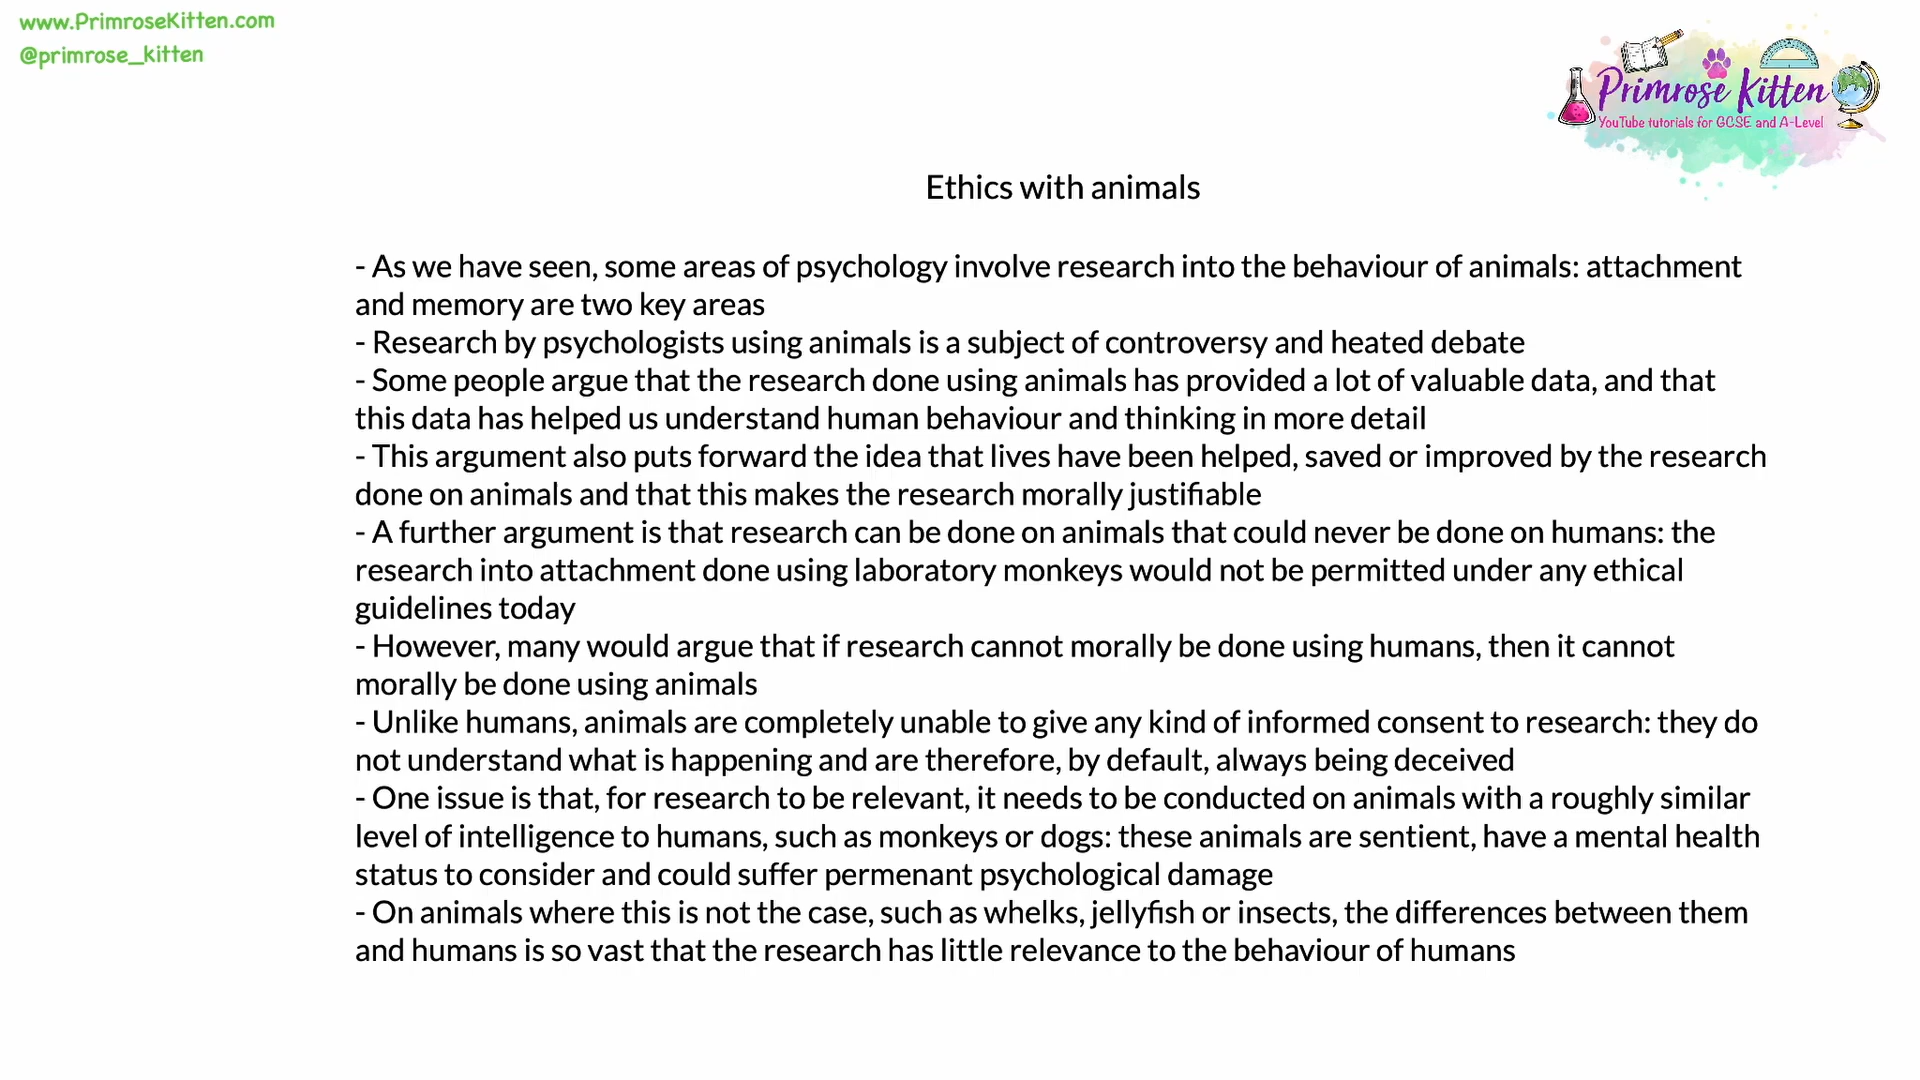 www.PrimroseKitten.com
@primrose_kitten
Primrose Kitten
YouTube tutorials for GCSE and A-Level
Ethics with animals
- As we have seen, some areas of psychology involve research into the behaviour of animals: attachment
and memory are two key areas
- Research by psychologists using animals is a subject of controversy and heated debate
- Some people argue that the research done using animals has provided a lot of valuable data, and that
this data has helped us understand human behaviour and thinking in more detail
- This argument also puts forward the idea that lives have been helped, saved or improved by the research
done on animals and that this makes the research morally justifiable
- A further argument is that research can be done on animals that could never be done on humans: the
research into attachment done using laboratory monkeys would not be permitted under any ethical
guidelines today
- However, many would argue that if research cannot morally be done using humans, then it cannot
morally be done using animals
- Unlike humans, animals are completely unable to give any kind of informed consent to research: they do
not understand what is happening and are therefore, by default, always being deceived
- One issue is that, for research to be relevant, it needs to be conducted on animals with a roughly similar
level of intelligence to humans, such as monkeys or dogs: these animals are sentient, have a mental health
status to consider and could suffer permenant psychological damage
- On animals where this is not the case, such as whelks, jellyfish or insects, the differences between them
and humans is so vast that the research has little relevance to the behaviour of humans